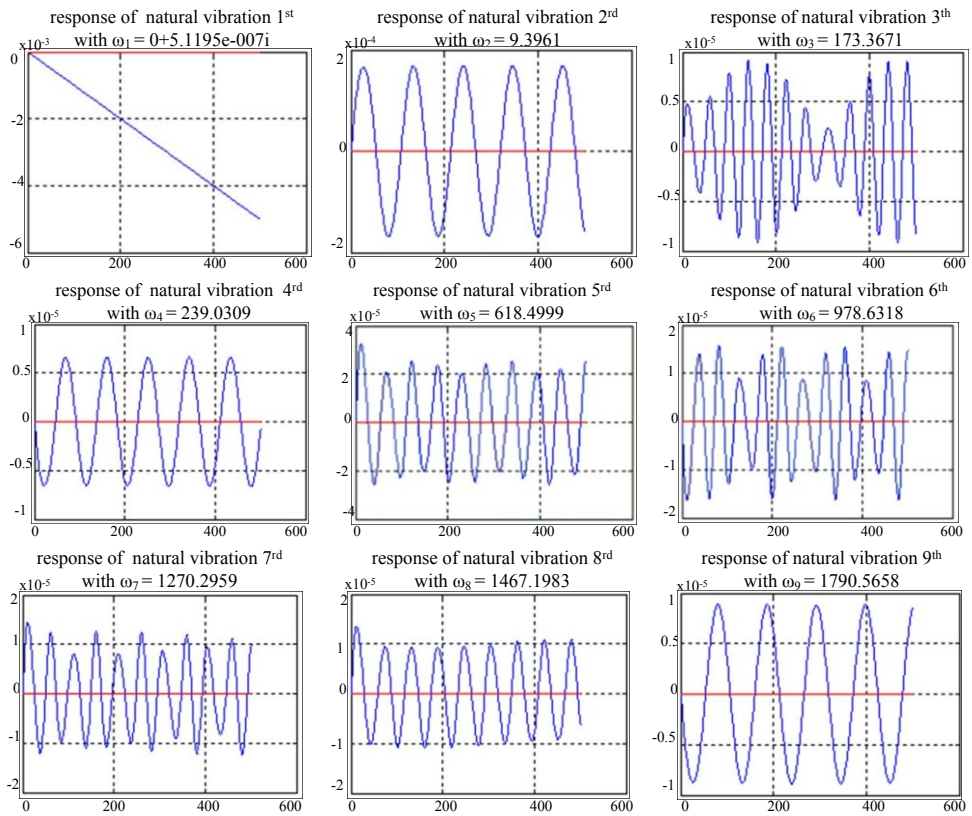 response of natural vibration 1st
with ω1 = 0+5.1195e-007i
x10-3
0
-2
-4
-6
0 200 400 600
response of natural vibration 2rd
with ω2 = 9.3961
x10-4
2
0
-2
0 200 400 600
response of natural vibration 3th
with ω3 = 173.3671
x10-5
1
0.5
0
-0.5
-1
0 200 400 600
response of natural vibration 4rd
with ω4 = 239.0309
x10-5
1
0.5
0
-0.5
-1
0 200 400 600
response of natural vibration 5rd
with ω5 = 618.4999
x10-5
4
2
0
-2
-4
0 200 400 600
response of natural vibration 6th
with ω6 = 978.6318
x10-5
2
1
0
-1
-2
0 200 400 600
response of natural vibration 7rd
with ω7 = 1270.2959
x10-5
2
1
0
-1
-2
0 200 400 600
response of natural vibration 8rd
with ω8 = 1467.1983
x10-5
2
1
0
-1
-2
0 200 400 600
response of natural vibration 9th
with ω9 = 1790.5658
x10-5
1
0.5
0
-0.5
-1
0 200 400 600